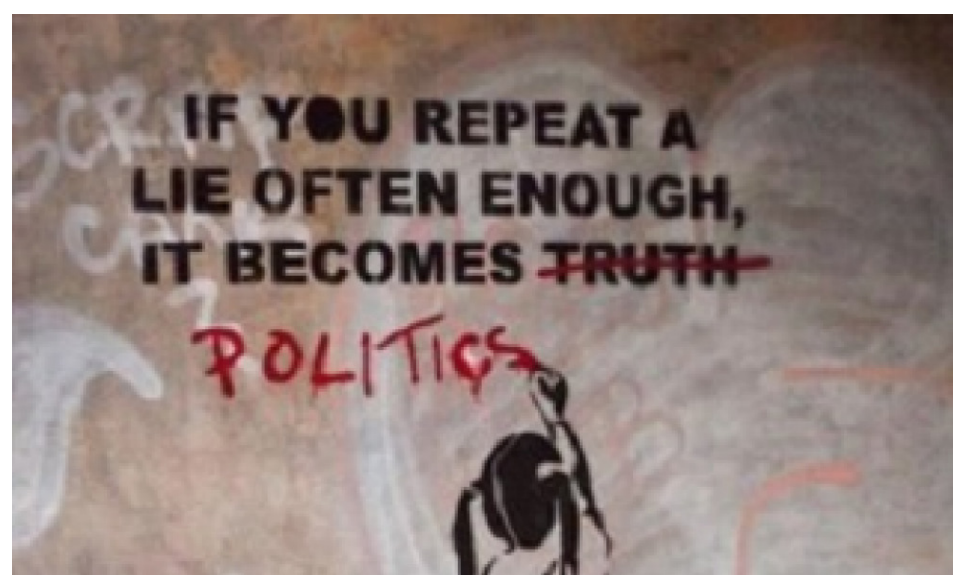 IF YOU REPEAT A
LIE OFTEN ENOUGH,
IT BECOMES TRUTH
POLITICS